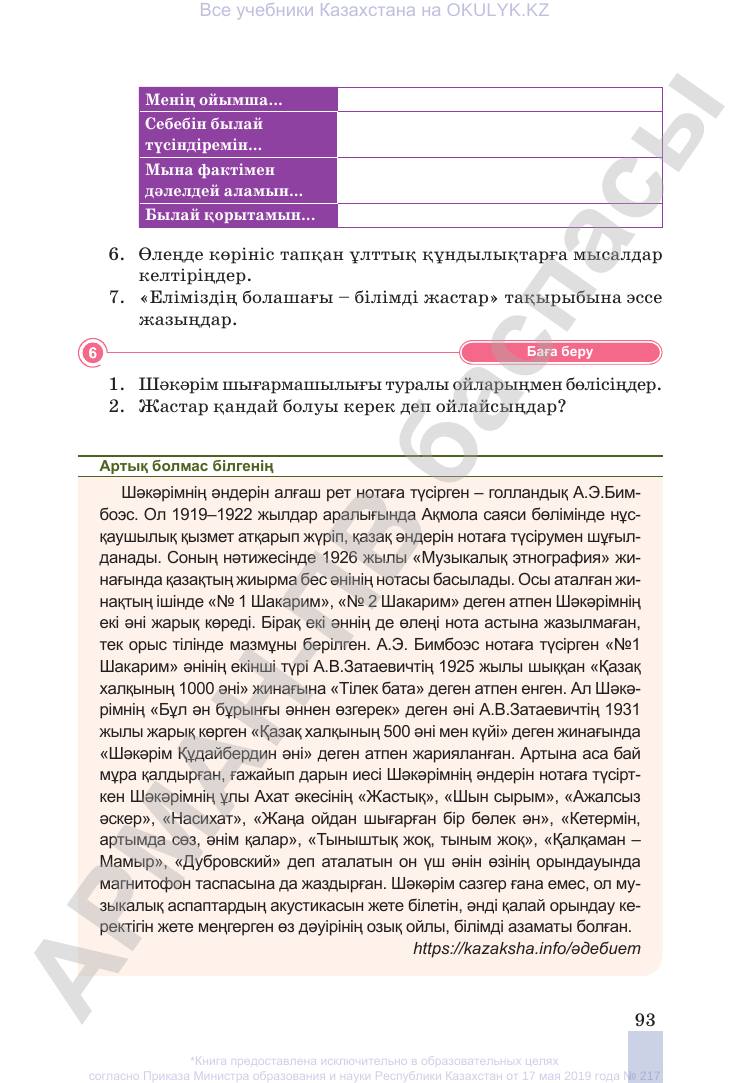 Все учебники Казахстана на OKULYK.KZ
Менің ойымша...
Себебін былай
түсіндіремін...
Мына фактімен
дәлелдей аламын...
Былай қорытамын...
6. Өлеңде көрініс тапқан ұлттық құндылықтарға мысалдар
келтіріңдер.
7. «Еліміздің болашағы – білімді жастар» тақырыбына эссе
жазыңдар.
6 Баға беру
1. Шәкәрім шығармашылығы туралы ойларыңмен бөлісіңдер.
2. Жастар қандай болуы керек деп ойлайсыңдар?
Артық болмас білгенің
Шәкәрімнің әндерін алғаш рет нотаға түсірген – голландық А.Э.Бим-
боэс. Ол 1919–1922 жылдар аралығында Ақмола саяси бөлімінде нұс-
қаушылық қызмет атқарып жүріп, қазақ әндерін нотаға түсірумен шұғыл-
данады. Соның нәтижесінде 1926 жылы «Музыкалық этнография» жи-
нағында қазақтың жиырма бес әнінің нотасы басылады. Осы аталған жи-
нақтың ішінде «№ 1 Шакарим», «№ 2 Шакарим» деген атпен Шәкәрімнің
екі әні жарық көреді. Бірақ екі әннің де өлеңі нота астына жазылмаған,
тек орыс тілінде мазмұны берілген. А.Э. Бимбоэс нотаға түсірген «№1
Шакарим» әнінің екінші түрі А.В.Затаевичтің 1925 жылы шыққан «Қазақ
халқының 1000 әні» жинағына «Тілек бата» деген атпен енген. Ал Шәкә-
рімнің «Бұл ән бұрынғы әннен өзгерек» деген әні А.В.Затаевичтің 1931
жылы жарық көрген «Қазақ халқының 500 әні мен күйі» деген жинағында
«Шәкәрім Құдайбердин әні» деген атпен жарияланған. Артына аса бай
мұра қалдырған, ғажайып дарын иесі Шәкәрімнің әндерін нотаға түсірт-
кен Шәкәрімнің ұлы Ахат әкесінің «Жастық», «Шын сырым», «Ажалсыз
әскер», «Насихат», «Жаңа ойдан шығарған бір бөлек ән», «Кетермін,
артымда сөз, әнім қалар», «Тыныштық жоқ, тыным жоқ», «Қалқаман –
Мамыр», «Дубровский» деп аталатын он үш әнін өзінің орындауында
магнитофон таспасына да жаздырған. Шәкәрім сазгер ғана емес, ол му-
зыкалық аспаптардың акустикасын жете білетін, әнді қалай орындау ке-
ректігін жете меңгерген өз дәуірінің озық ойлы, білімді азаматы болған.
https://kazaksha.info/әдебиет
АРМАН-ПВ баспасы
93
*Книга предоставлена исключительно в образовательных целях
согласно Приказа Министра образования и науки Республики Казахстан от 17 мая 2019 года № 217